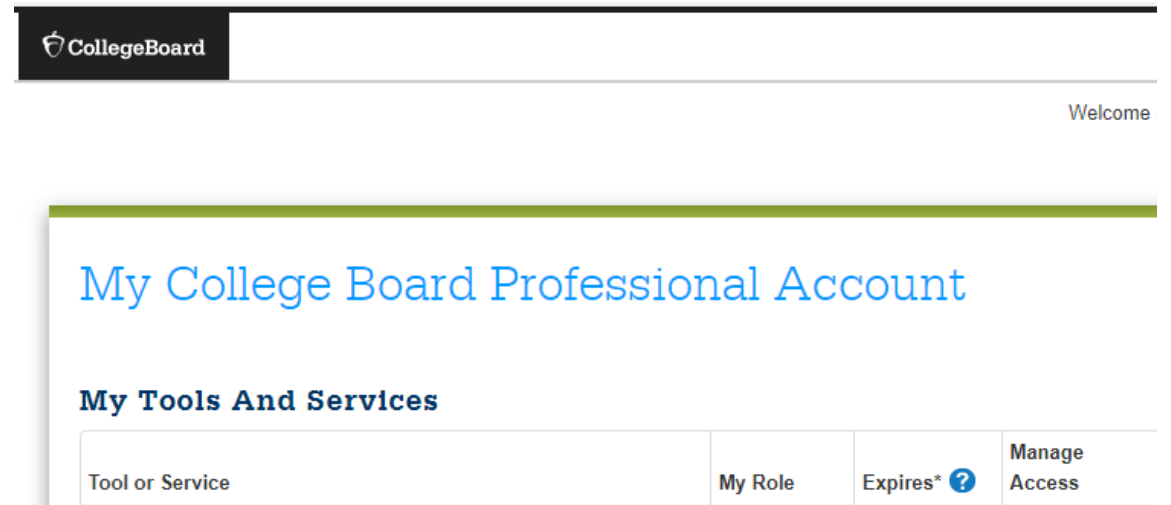 CollegeBoard
Welcome
My College Board Professional Account
My Tools And Services
Tool or Service
My Role
Expires* ?
Manage
Access